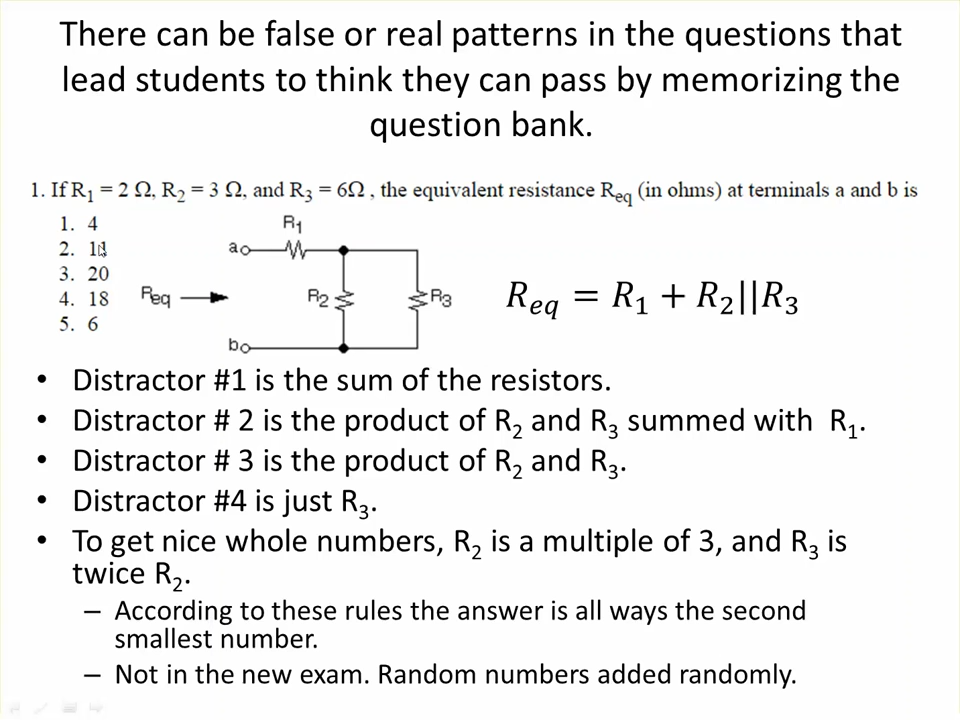 There can be false or real patterns in the questions that
lead students to think they can pass by memorizing the
question bank.
1. If R₁ = 2 Ω, R₂ = 3 Ω, and R₃ = 6Ω , the equivalent resistance Req (in ohms) at terminals a and b is
1. 4
2. 11
3. 20
4. 18
5. 6
R1
a
Req
R2
R3
b
R_eq = R₁ + R₂||R₃
• Distractor #1 is the sum of the resistors.
• Distractor # 2 is the product of R₂ and R₃ summed with R₁.
• Distractor # 3 is the product of R₂ and R₃.
• Distractor #4 is just R₃.
• To get nice whole numbers, R₂ is a multiple of 3, and R₃ is
twice R₂.
– According to these rules the answer is all ways the second
smallest number.
– Not in the new exam. Random numbers added randomly.